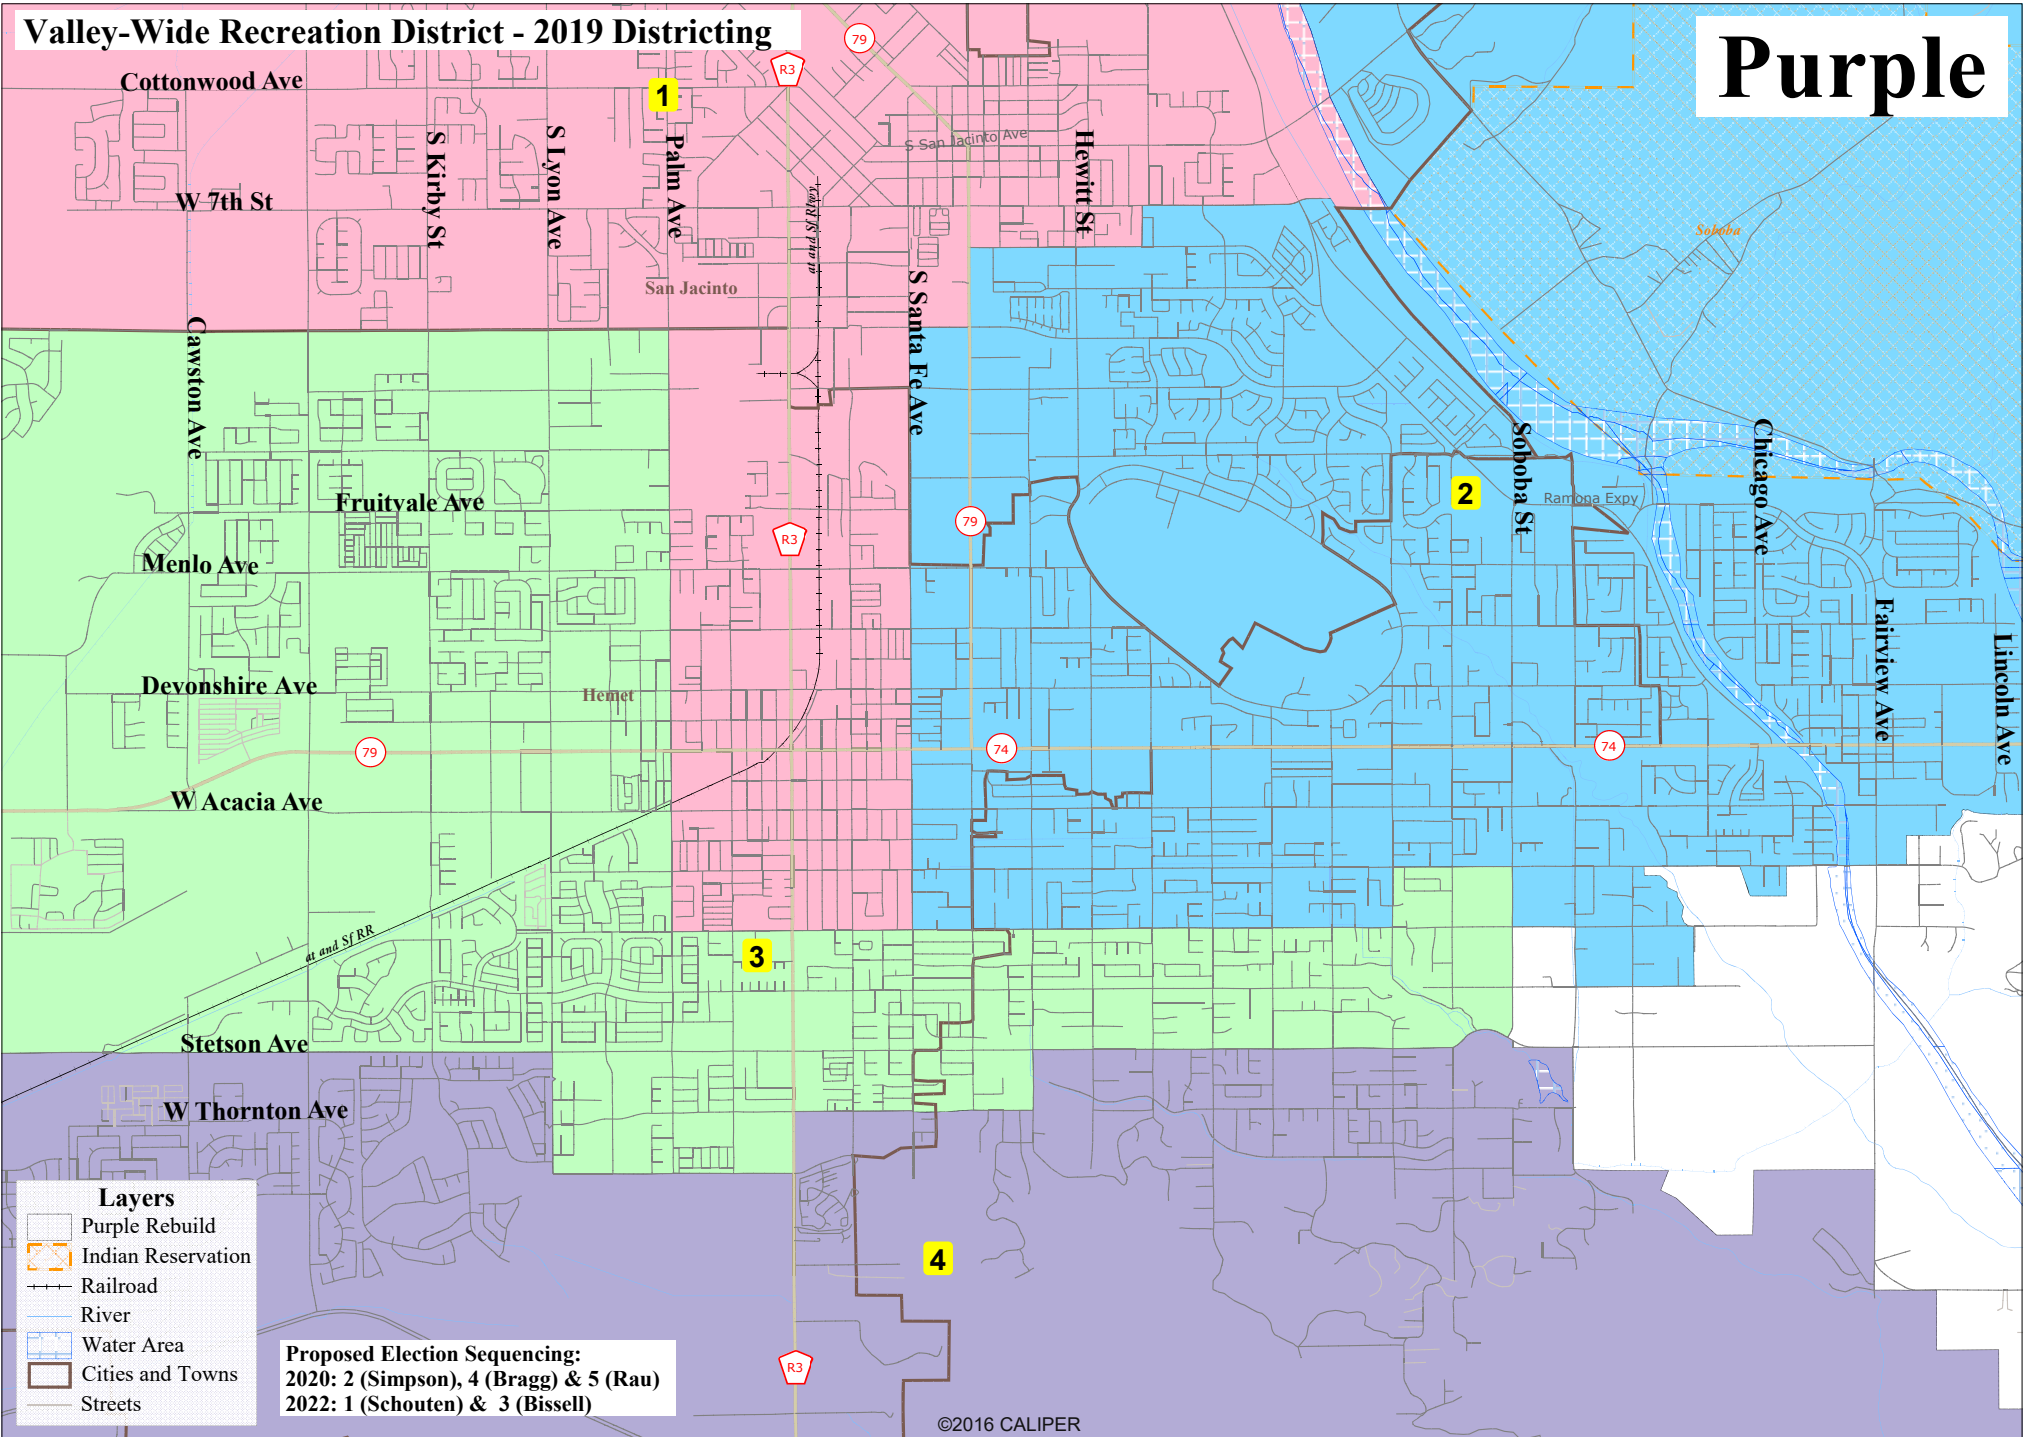 Valley-Wide Recreation District - 2019 Districting
Purple
79
R3
Cottonwood Ave
1
S San Jacinto Ave
S Kirby St
S Lyon Ave
Palm Ave
Hewitt St
W 7th St
at and Sf RR
Soboba
San Jacinto
S Santa Fe Ave
Cawston Ave
Soboba St
Chicago Ave
2
Ramona Expy
Fruitvale Ave
79
R3
Menlo Ave
Fairview Ave
Lincoln Ave
Devonshire Ave
Hemet
79
74
74
W Acacia Ave
at and Sf RR
3
Stetson Ave
W Thornton Ave
4
R3
Layers
Purple Rebuild
Indian Reservation
Railroad
River
Water Area
Cities and Towns
Streets
Proposed Election Sequencing:
2020: 2 (Simpson), 4 (Bragg) & 5 (Rau)
2022: 1 (Schouten) & 3 (Bissell)
©2016 CALIPER